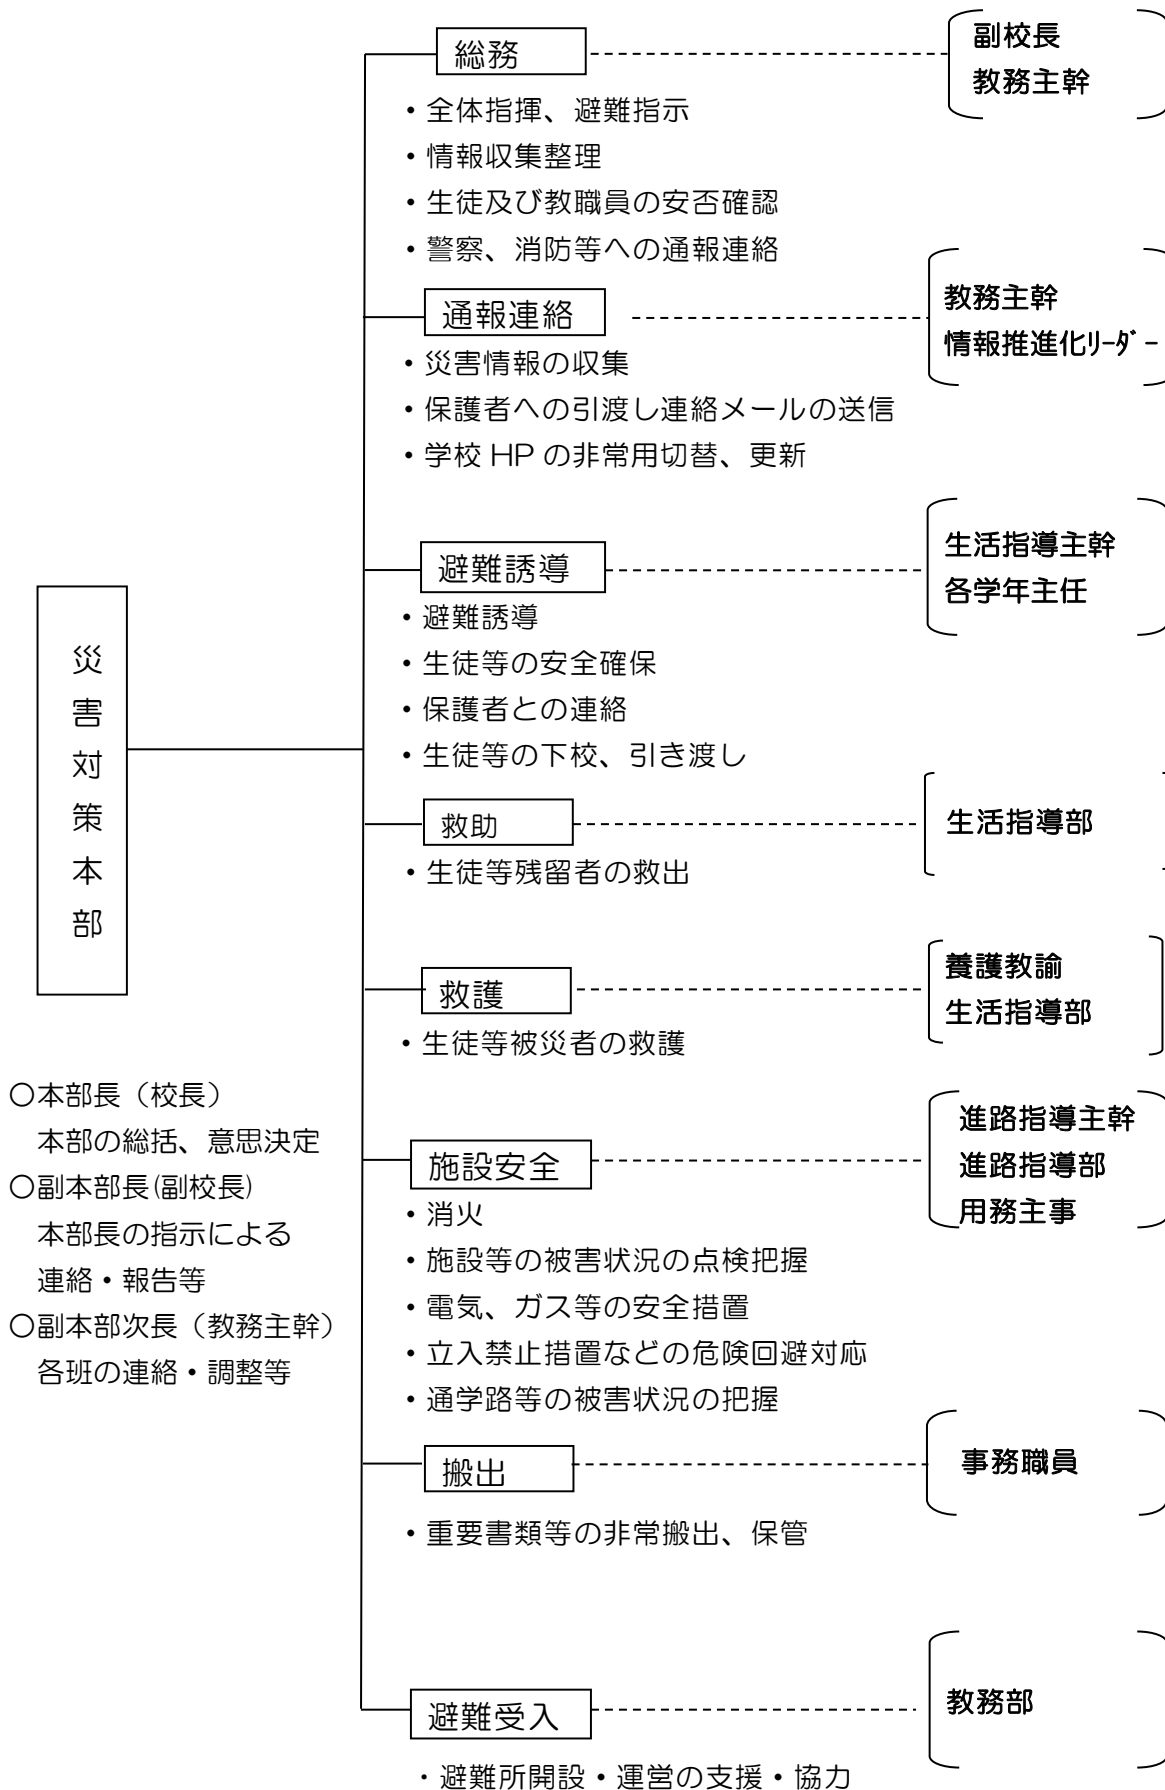 総務
副校長
教務主幹
・全体指揮、避難指示
・情報収集整理
・生徒及び教職員の安否確認
・警察、消防等への通報連絡
通報連絡
教務主幹
情報推進化ﾘｰﾀﾞｰ
・災害情報の収集
・保護者への引渡し連絡メールの送信
・学校 HP の非常用切替、更新
避難誘導
生活指導主幹
各学年主任
・避難誘導
・生徒等の安全確保
・保護者との連絡
・生徒等の下校、引き渡し
災害対策本部
救助
生活指導部
・生徒等残留者の救出
救護
養護教諭
生活指導部
・生徒等被災者の救護
○本部長（校長）
本部の総括、意思決定
○副本部長(副校長)
本部長の指示による
連絡・報告等
○副本部次長（教務主幹）
各班の連絡・調整等
施設安全
進路指導主幹
進路指導部
用務主事
・消火
・施設等の被害状況の点検把握
・電気、ガス等の安全措置
・立入禁止措置などの危険回避対応
・通学路等の被害状況の把握
搬出
事務職員
・重要書類等の非常搬出、保管
避難受入
教務部
・避難所開設・運営の支援・協力